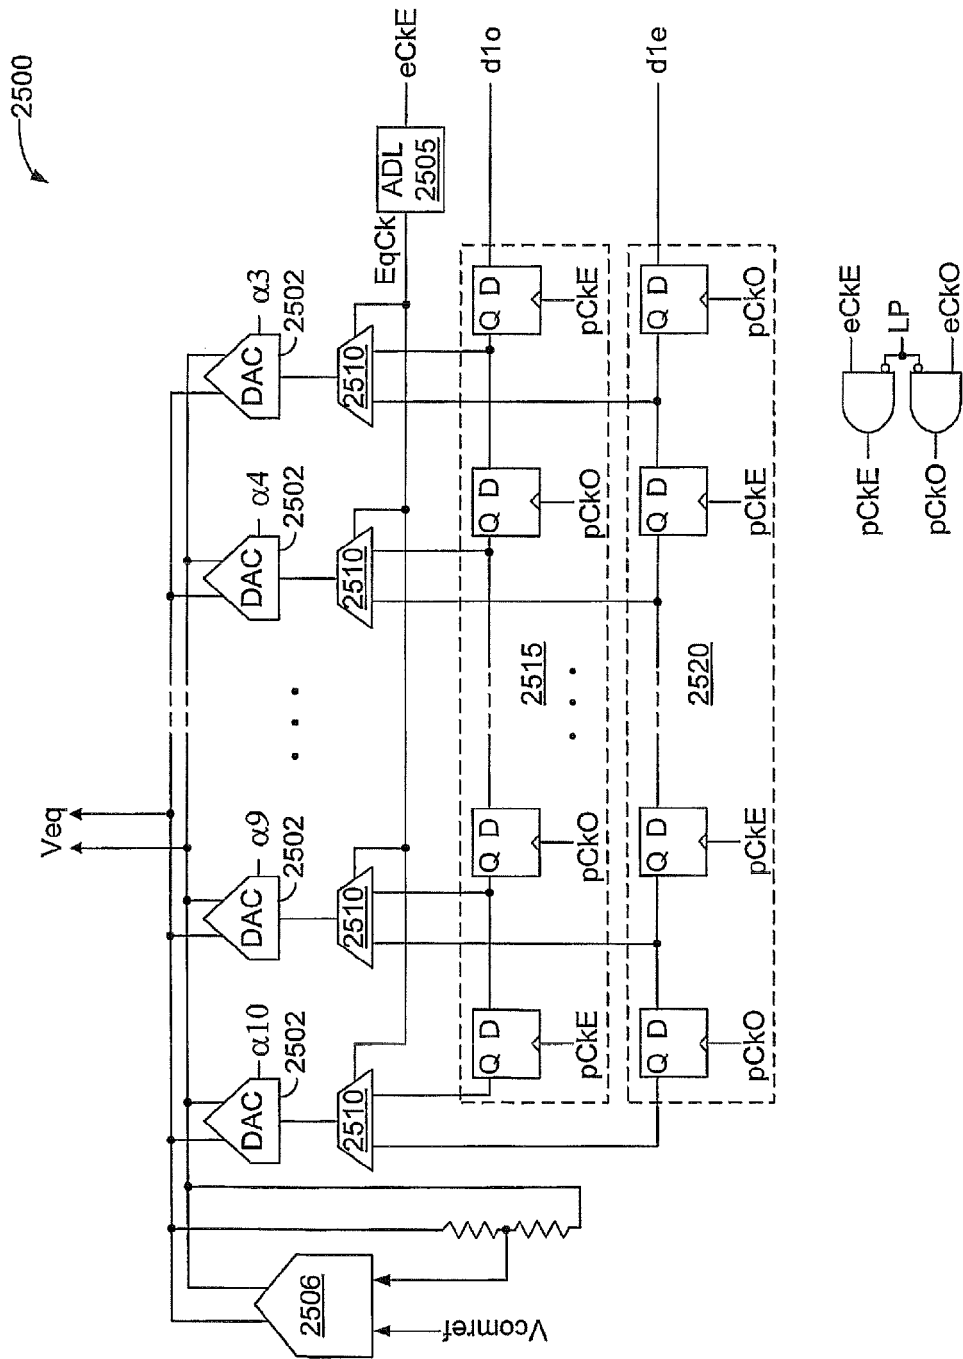 2500
Veq
α10
DAC
2502
α9
DAC
2502
α4
DAC
2502
α3
DAC
2502
2506
Vcomref
2510
2510
2510
2510
EqCk
ADL
2505
eCkE
Q D
pCkE
Q D
pCkO
2515
Q D
pCkO
Q D
pCkE
d1o
Q D
pCkO
Q D
pCkE
2520
Q D
pCkE
Q D
pCkO
d1e
pCkE
eCkE
LP
pCkO
eCkO